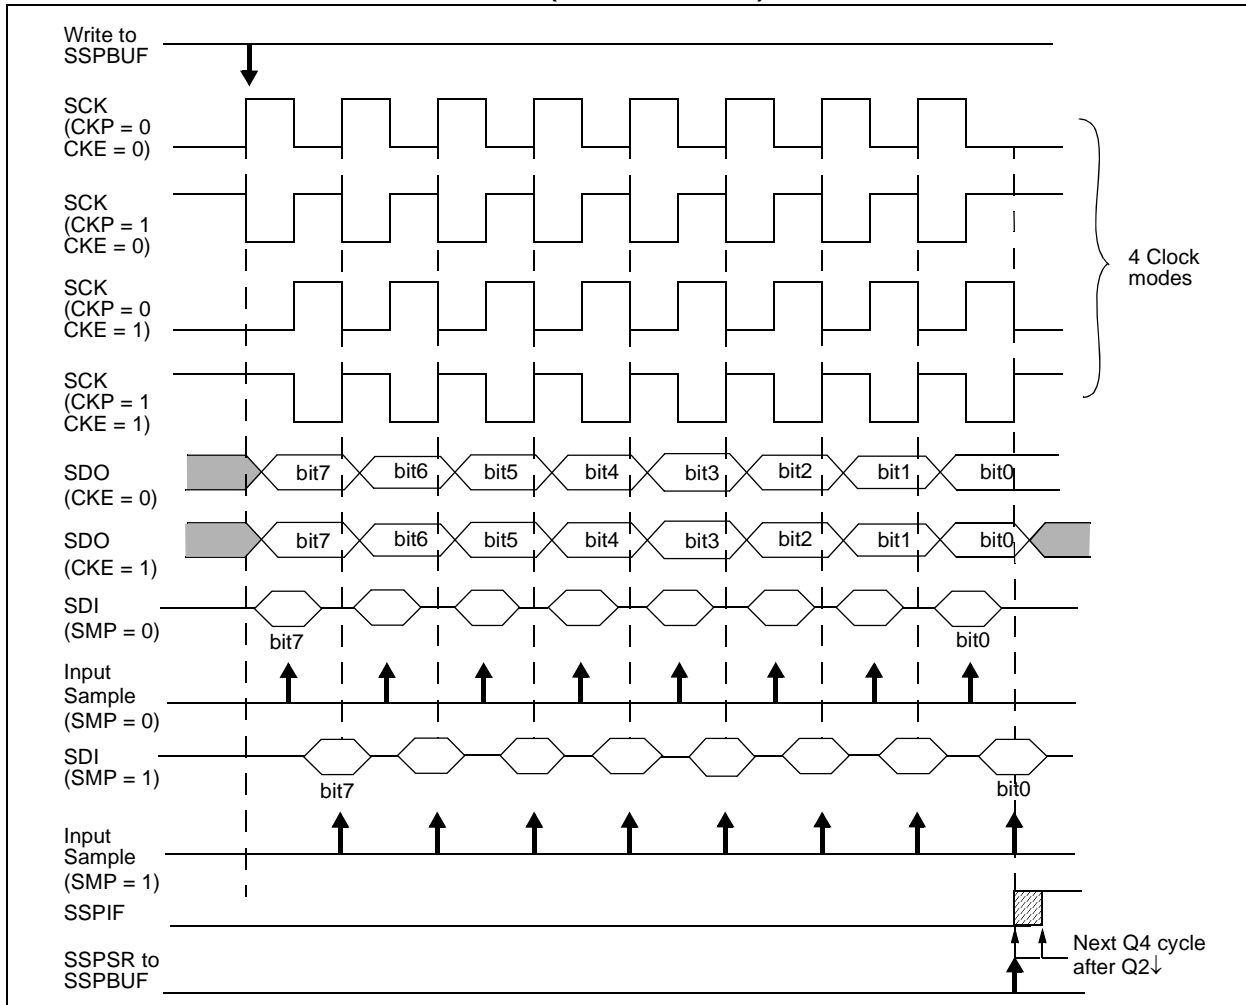 Write to
SSPBUF
SCK
(CKP = 0
CKE = 0)
SCK
(CKP = 1
CKE = 0)
4 Clock
modes
SCK
(CKP = 0
CKE = 1)
SCK
(CKP = 1
CKE = 1)
SDO
(CKE = 0)
bit7 bit6 bit5 bit4 bit3 bit2 bit1 bit0
SDO
(CKE = 1)
bit7 bit6 bit5 bit4 bit3 bit2 bit1 bit0
SDI
(SMP = 0)
bit7 bit0
Input
Sample
(SMP = 0)
SDI
(SMP = 1)
bit7 bit0
Input
Sample
(SMP = 1)
SSPIF
Next Q4 cycle
after Q2↓
SSPSR to
SSPBUF